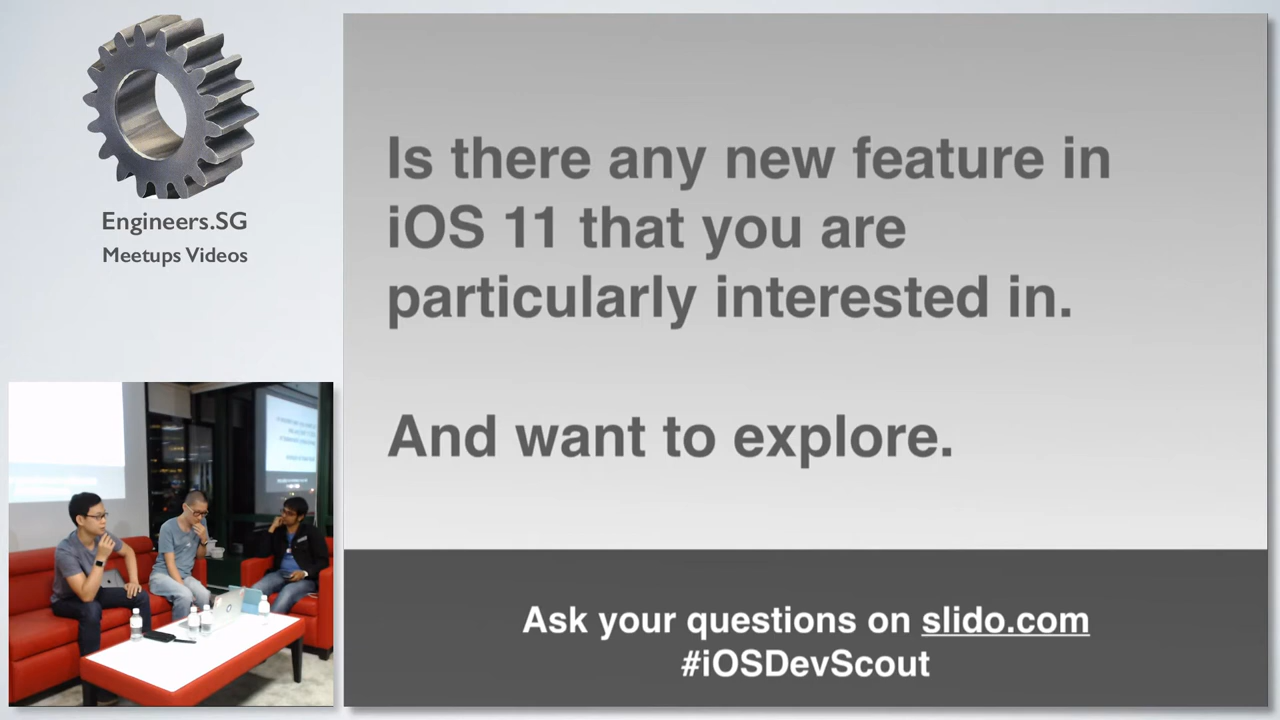 Engineers.SG
Meetups Videos
Is there any new feature in
iOS 11 that you are
particularly interested in.
And want to explore.
Ask your questions on slido.com
#iOSDevScout